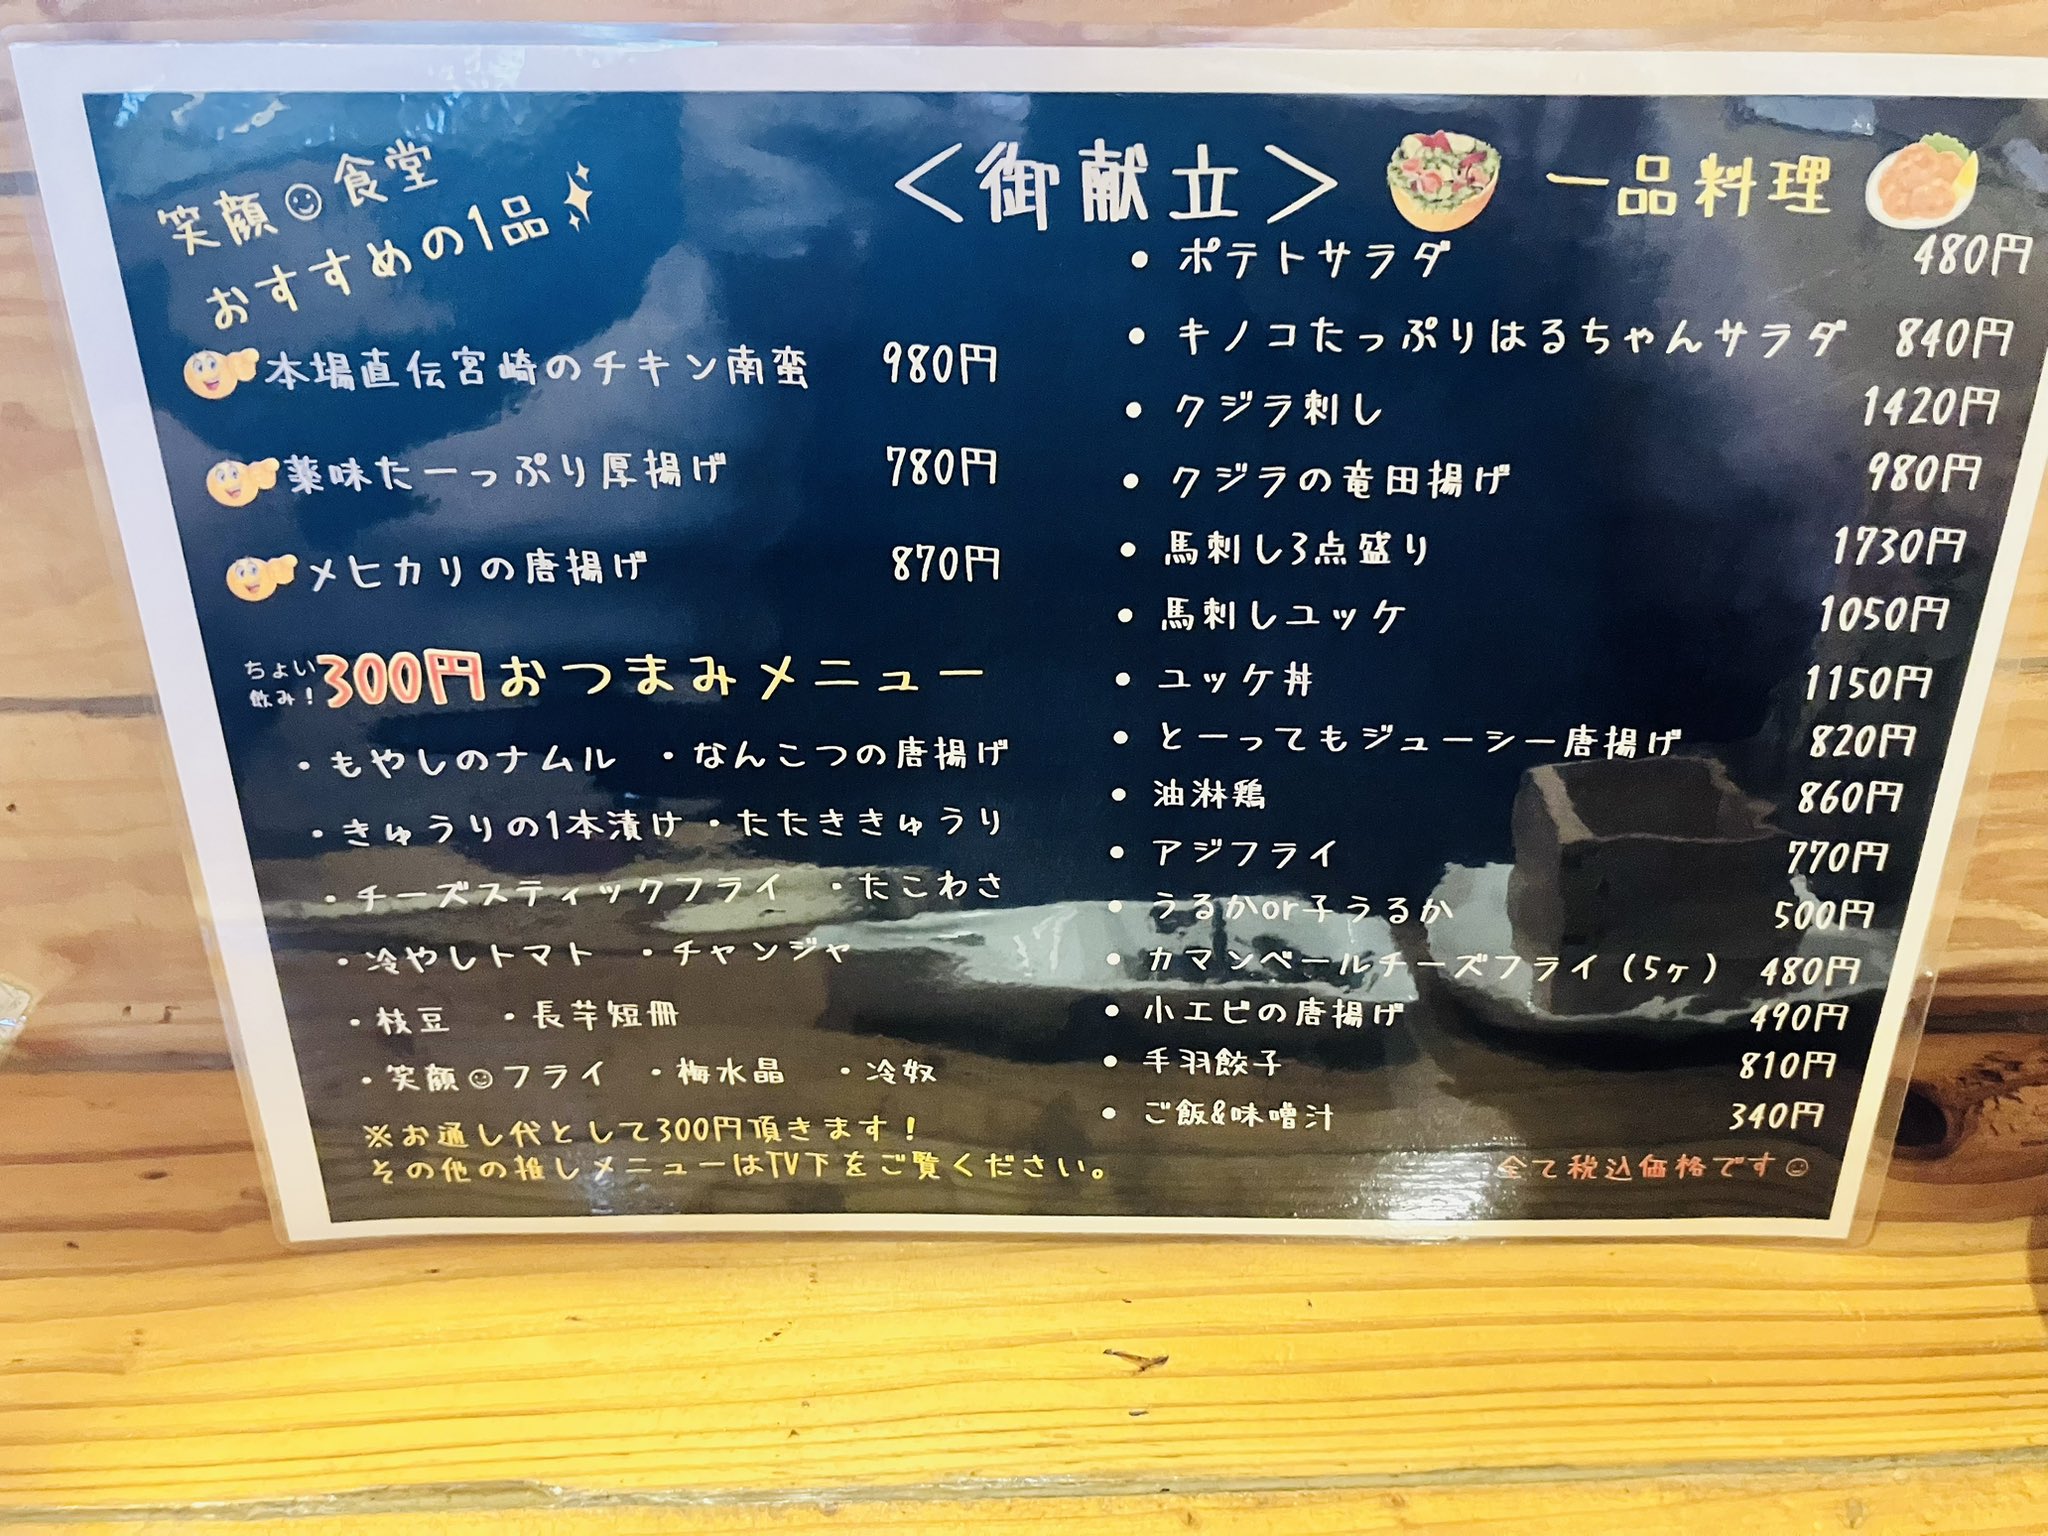 笑顔☺食堂
おすすめの1品
本場直伝宮崎のチキン南蛮 980円
薬味たーっぷり厚揚げ 780円
メヒカリの唐揚げ 870円
ちょい飲み!300円おつまみメニュー
・もやしのナムル ・なんこつの唐揚げ
・きゅうりの1本漬け ・たたききゅうり
・チーズスティックフライ ・たこわさ
・冷やしトマト ・チャンジャ
・枝豆 ・長芋短冊
・笑顔☺フライ ・梅水晶 ・冷奴
※お通し代として300円頂きます!
その他の推しメニューはTV下をご覧ください。
<御献立> 一品料理
• ポテトサラダ 480円
• キノコたっぷりはるちゃんサラダ 840円
• クジラ刺し 1420円
• クジラの竜田揚げ 980円
• 馬刺し3点盛り 1730円
• 馬刺しユッケ 1050円
• ユッケ丼 1150円
• とーってもジューシー唐揚げ 820円
• 油淋鶏 860円
• アジフライ 770円
• うるかor子うるか 500円
• カマンベールチーズフライ(5ヶ) 480円
• 小エビの唐揚げ 490円
• 手羽餃子 810円
• ご飯&味噌汁 340円
全て税込価格です☺